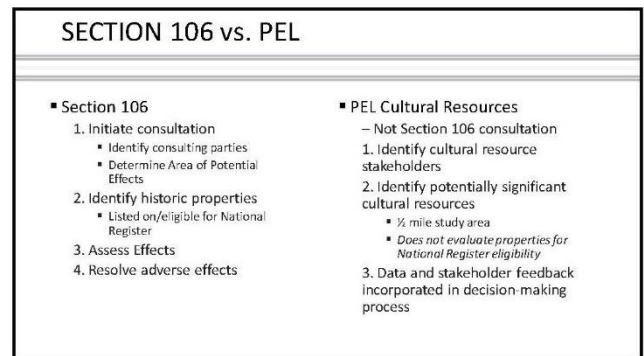 SECTION 106 vs. PEL
▪ Section 106
1. Initiate consultation
▪ Identify consulting parties
▪ Determine Area of Potential
Effects
2. Identify historic properties
▪ Listed on/eligible for National
Register
3. Assess Effects
4. Resolve adverse effects
▪ PEL Cultural Resources
– Not Section 106 consultation
1. Identify cultural resource
stakeholders
2. Identify potentially significant
cultural resources
▪ ½ mile study area
▪ Does not evaluate properties for
National Register eligibility
3. Data and stakeholder feedback
incorporated in decision-making
process